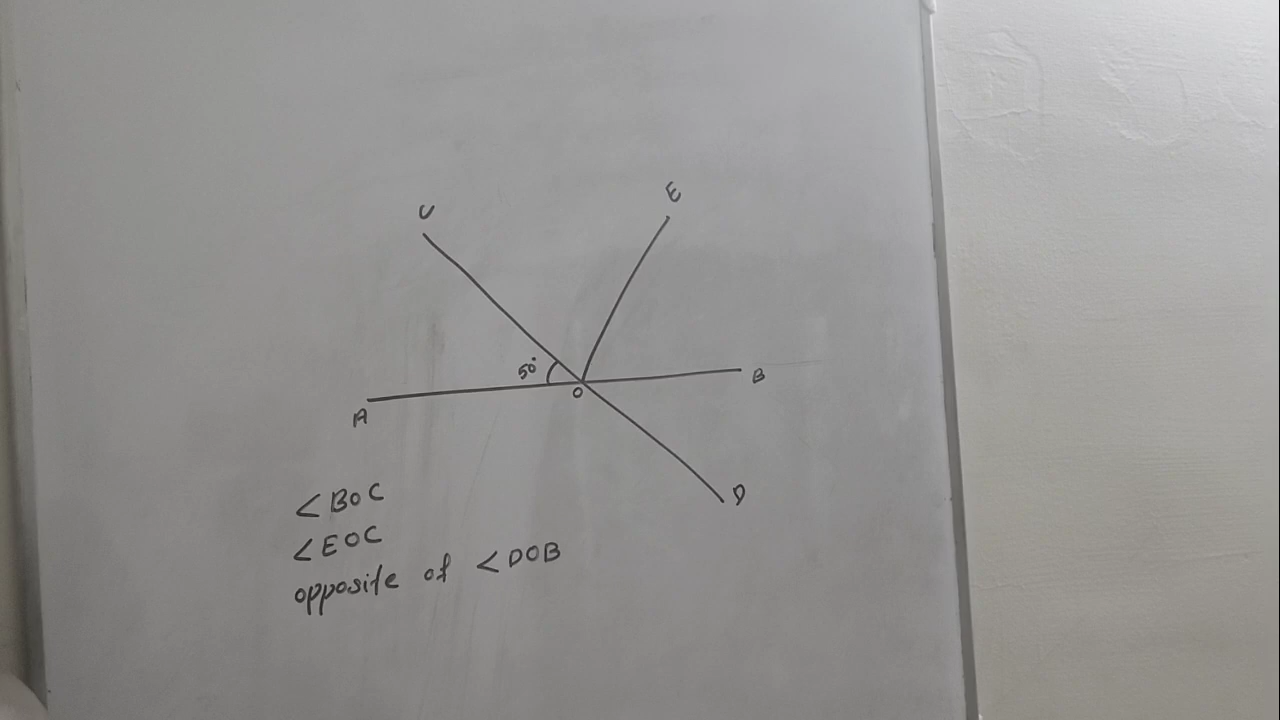 C
E
50°
O
B
A
D
∠BOC
∠EOC
opposite of ∠DOB